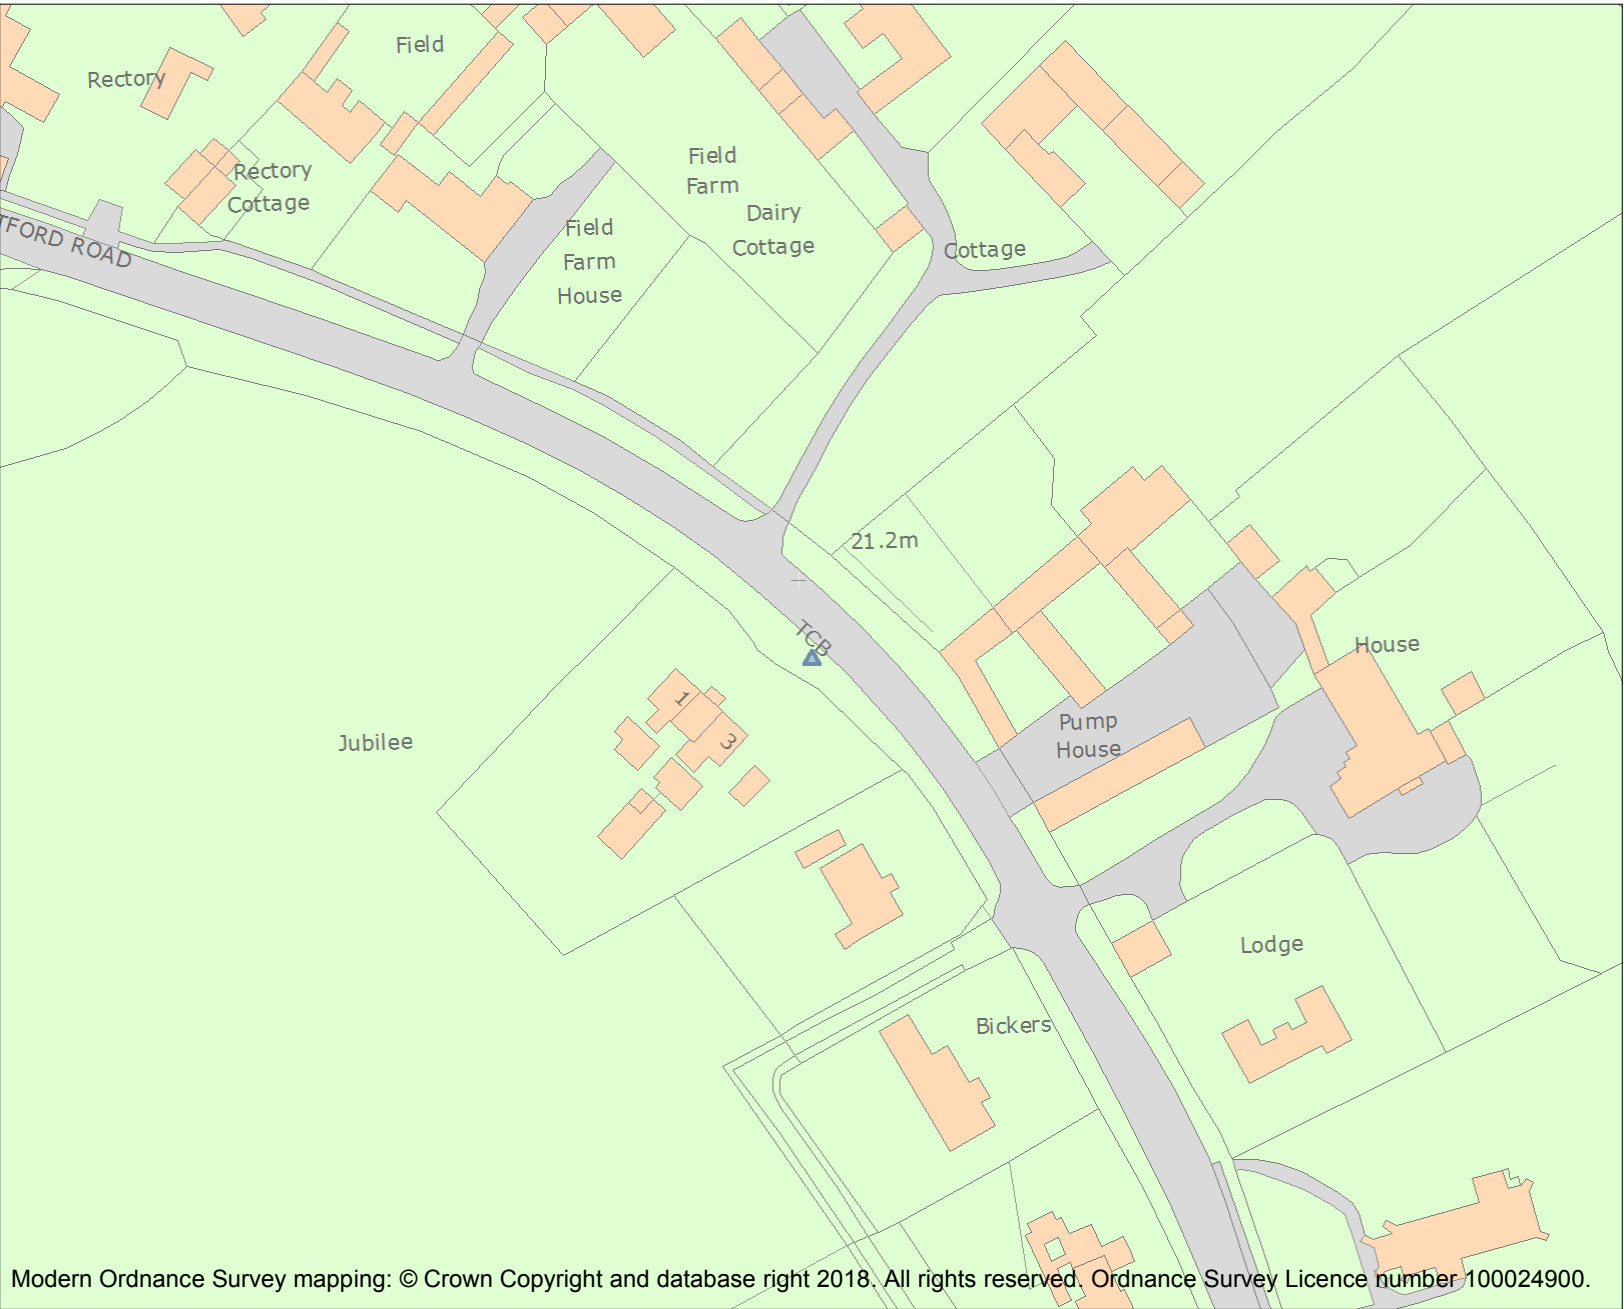 Field
Rectory
Rectory
Cottage
TFORD ROAD
Field
Farm
House
Field
Farm
Dairy
Cottage
Cottage
21.2m
TCB
House
1
3
Jubilee
Pump
House
Lodge
Bickers
Modern Ordnance Survey mapping: © Crown Copyright and database right 2018. All rights reserved. Ordnance Survey Licence number 100024900.